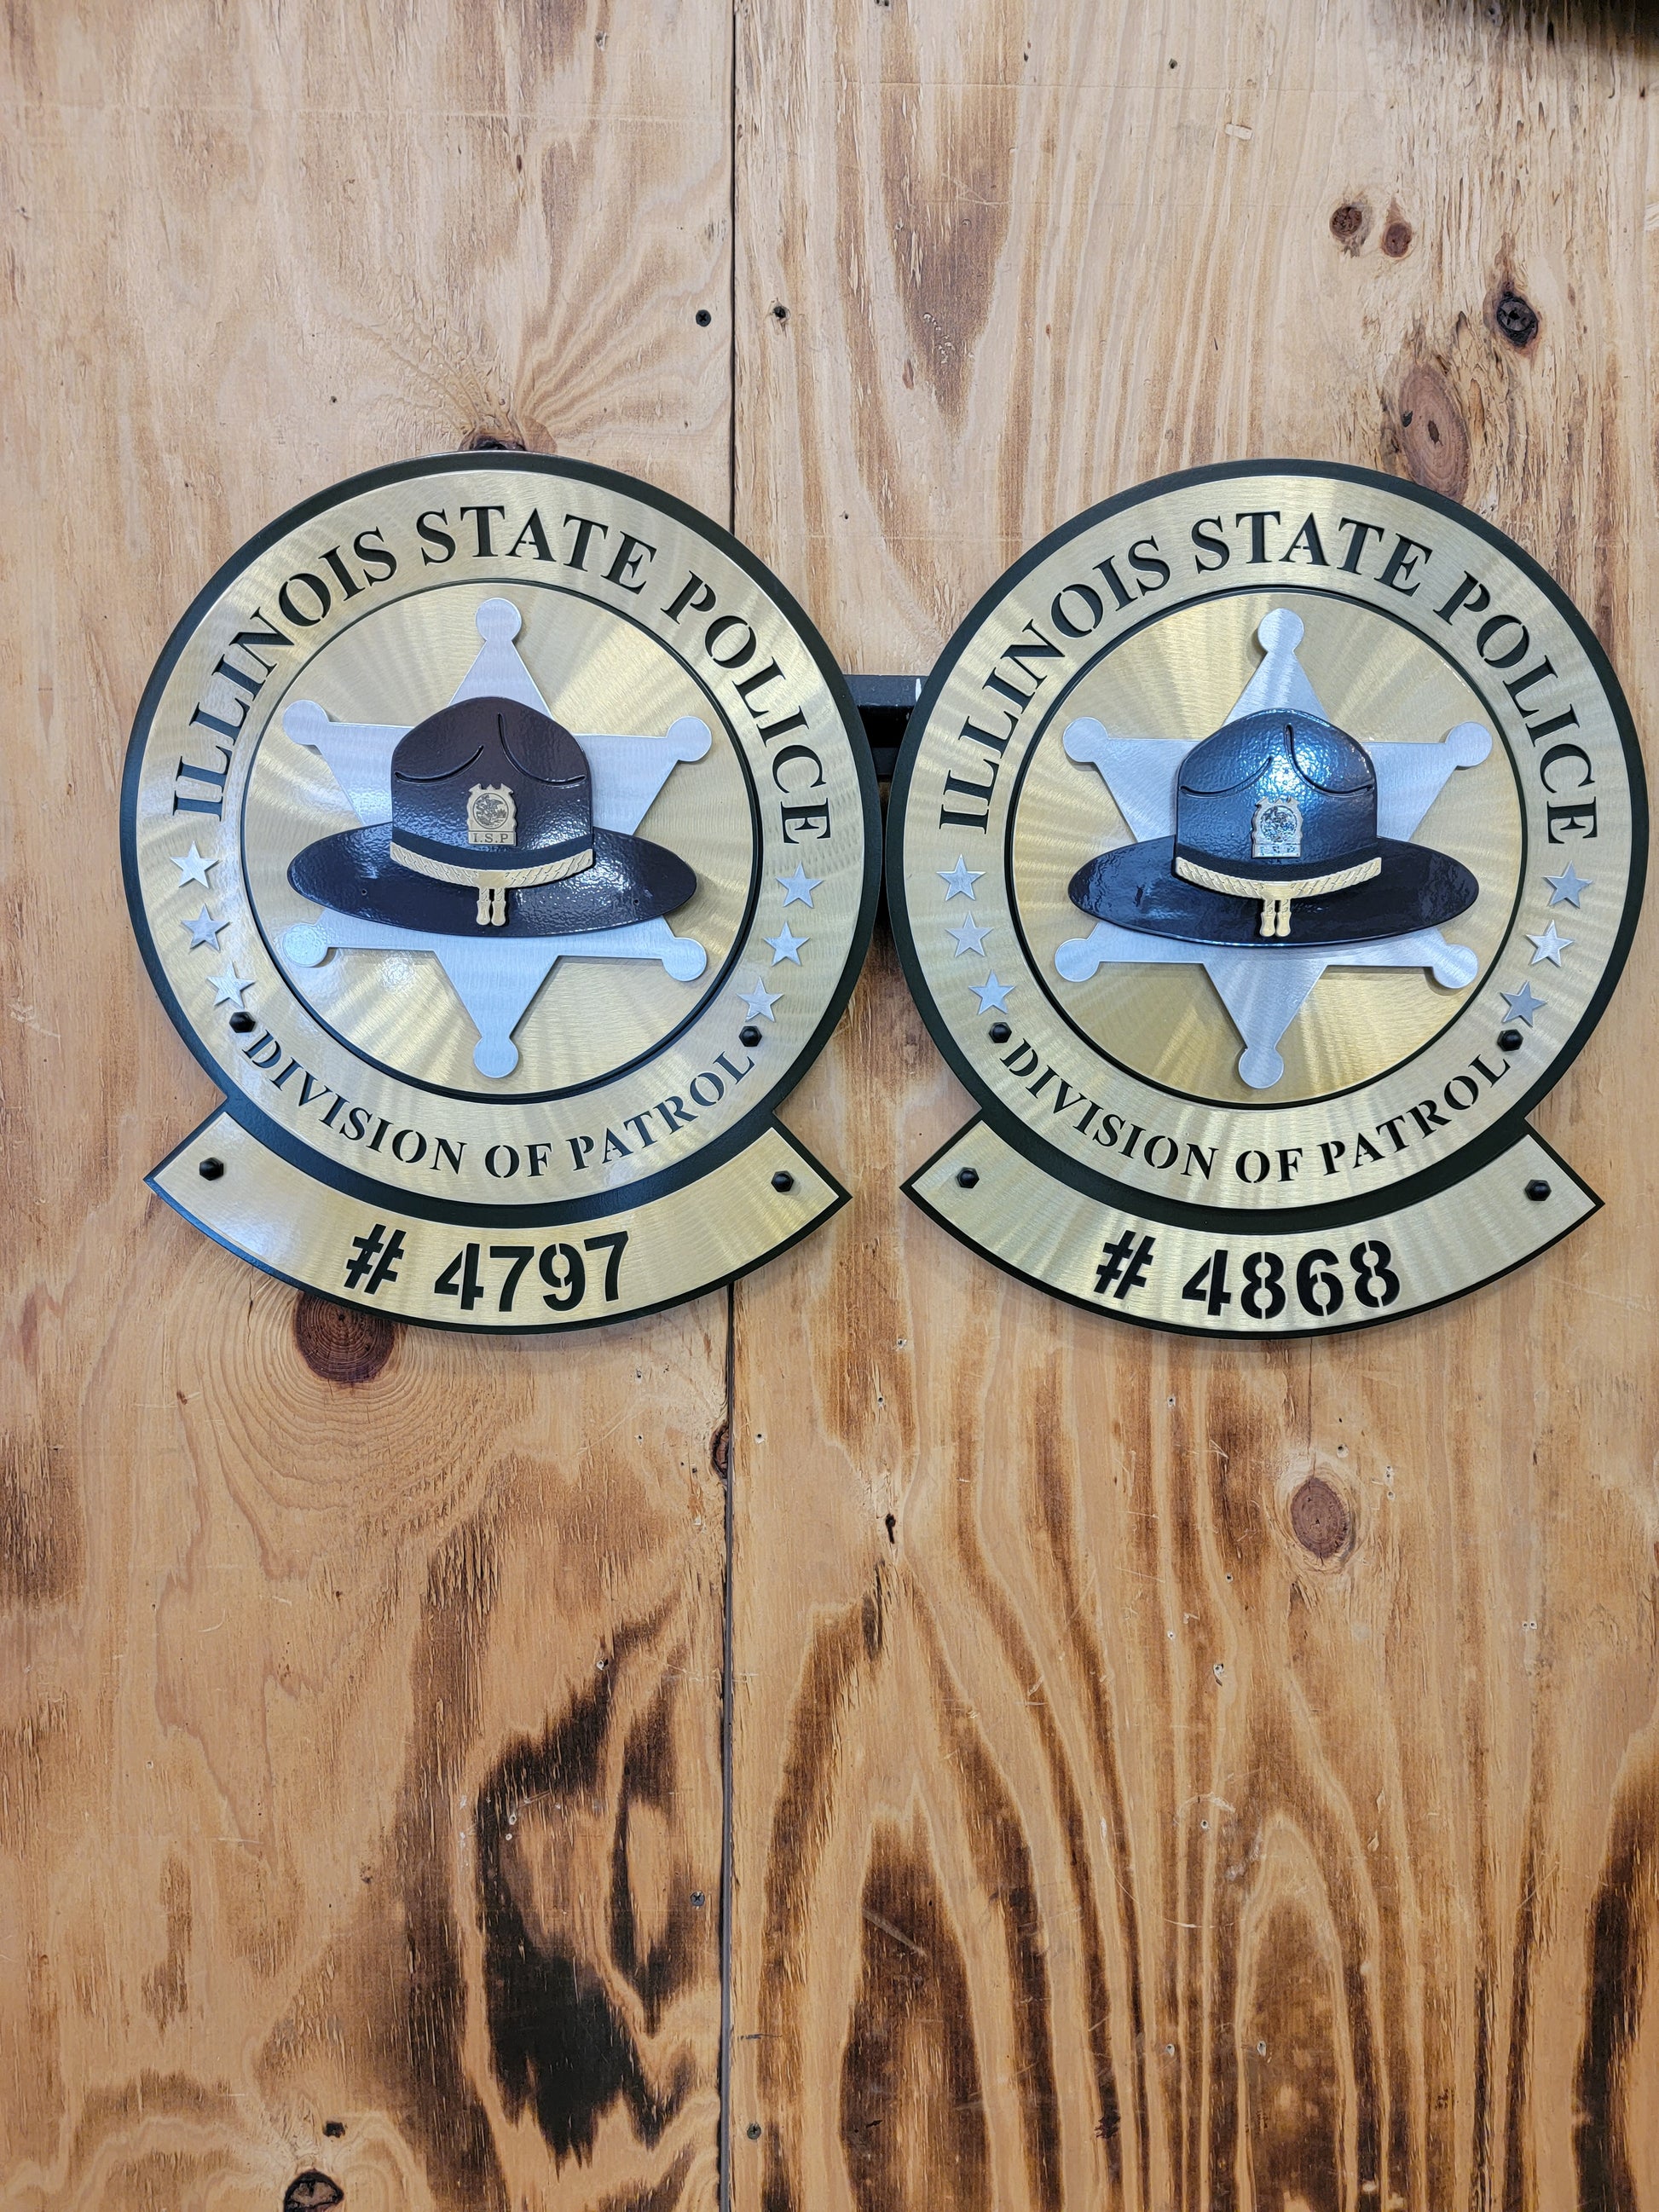 ILLINOIS STATE POLICE
I.S.P
DIVISION OF PATROL
# 4797
ILLINOIS STATE POLICE
I.S.P
DIVISION OF PATROL
# 4868